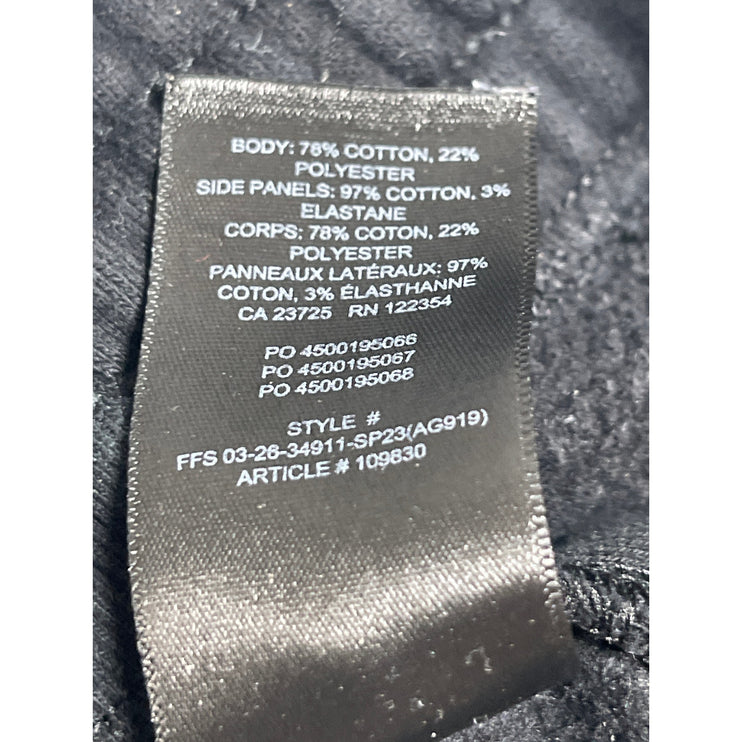 BODY: 78% COTTON, 22%
POLYESTER
SIDE PANELS: 97% COTTON, 3%
ELASTANE
CORPS: 78% COTON, 22%
POLYESTER
PANNEAUX LATÉRAUX: 97%
COTON, 3% ÉLASTHANNE
CA 23725 RN 122354
PO 4500195066
PO 4500195067
PO 4500195068
STYLE #
FFS 03-26-34911-SP23(AG919)
ARTICLE # 109830